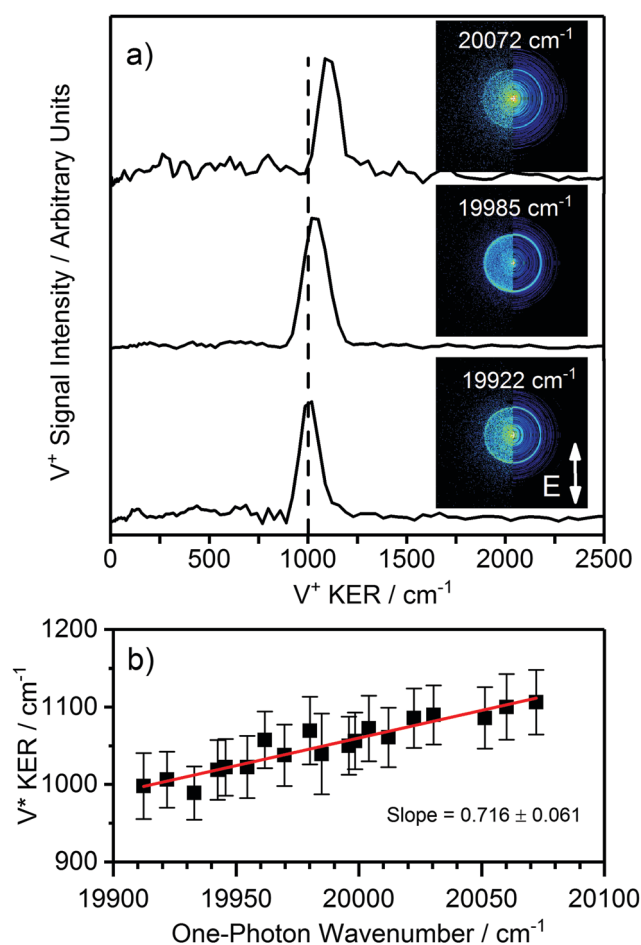 a)
20072 cm⁻¹
19985 cm⁻¹
19922 cm⁻¹
E
V⁺ Signal Intensity / Arbitrary Units
0 500 1000 1500 2000 2500
V⁺ KER / cm⁻¹
b)
1200
1100
1000
900
V* KER / cm⁻¹
Slope = 0.716 ± 0.061
19900 19950 20000 20050 20100
One-Photon Wavenumber / cm⁻¹